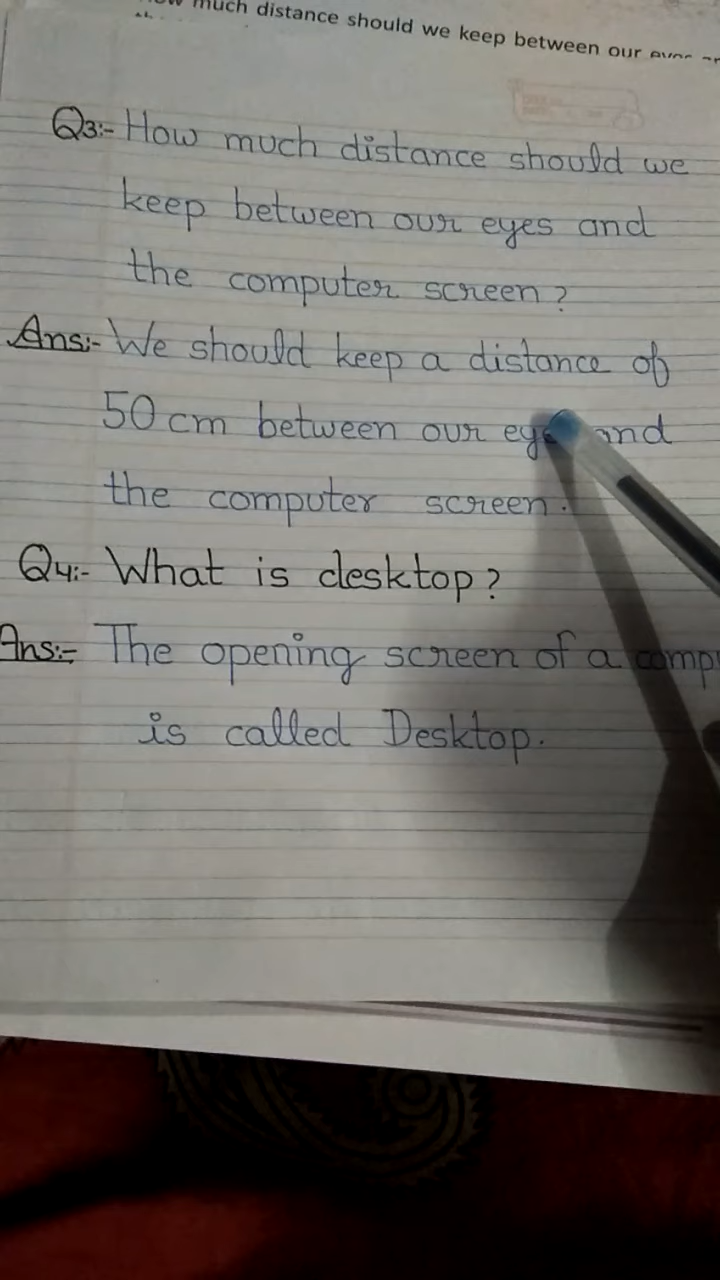 much distance should we keep between our
Q3:- How much distance should we
keep between our eyes and
the computer screen?
Ans:- We should keep a distance of
50 cm between our eyes and
the computer screen.
Q4:- What is desktop?
Ans:- The opening screen of a comp
is called Desktop.